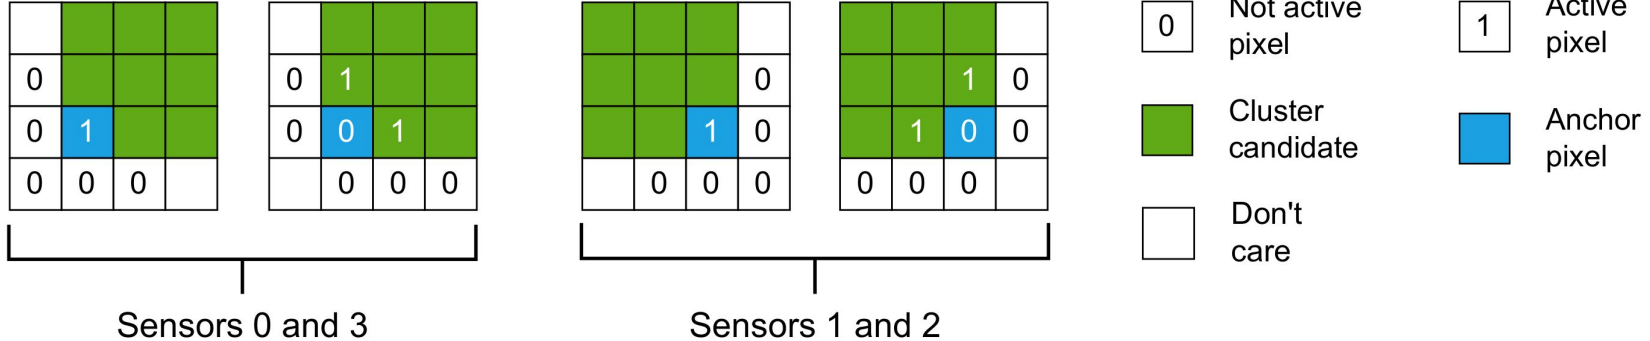 0 Not active
pixel
1 Active
pixel
0
0 1
0
1 0
0 1
0 0 1
1 0
1 0 0
Cluster
candidate
Anchor
pixel
0 0 0
0 0 0
0 0 0
0 0 0
Don't
care
Sensors 0 and 3
Sensors 1 and 2